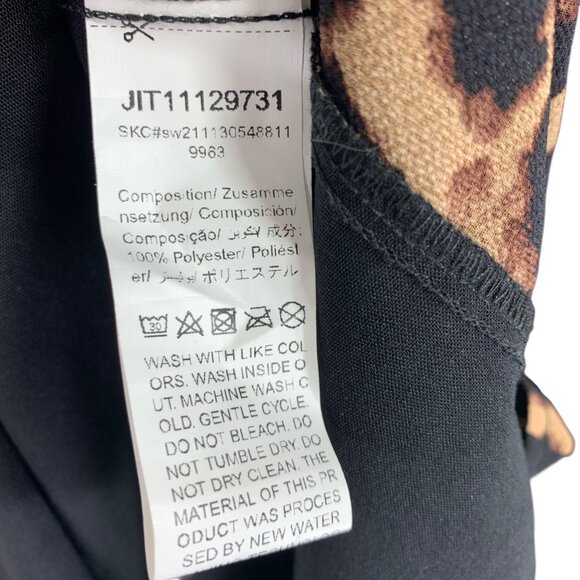 JIT11129731
SKC#sw211130548811
9963
Composition/ Zusamme
nsetzung/ Composición/
Composição/ تكوين/ 成分:
100% Polyester/ Poliést
er/ بوليستر/ ポリエステル
30
WASH WITH LIKE COL
ORS. WASH INSIDE O
UT. MACHINE WASH C
OLD. GENTLE CYCLE.
DO NOT BLEACH. DO
NOT TUMBLE DRY. DO
NOT DRY CLEAN. THE
MATERIAL OF THIS PR
ODUCT WAS PROCES
SED BY NEW WATER